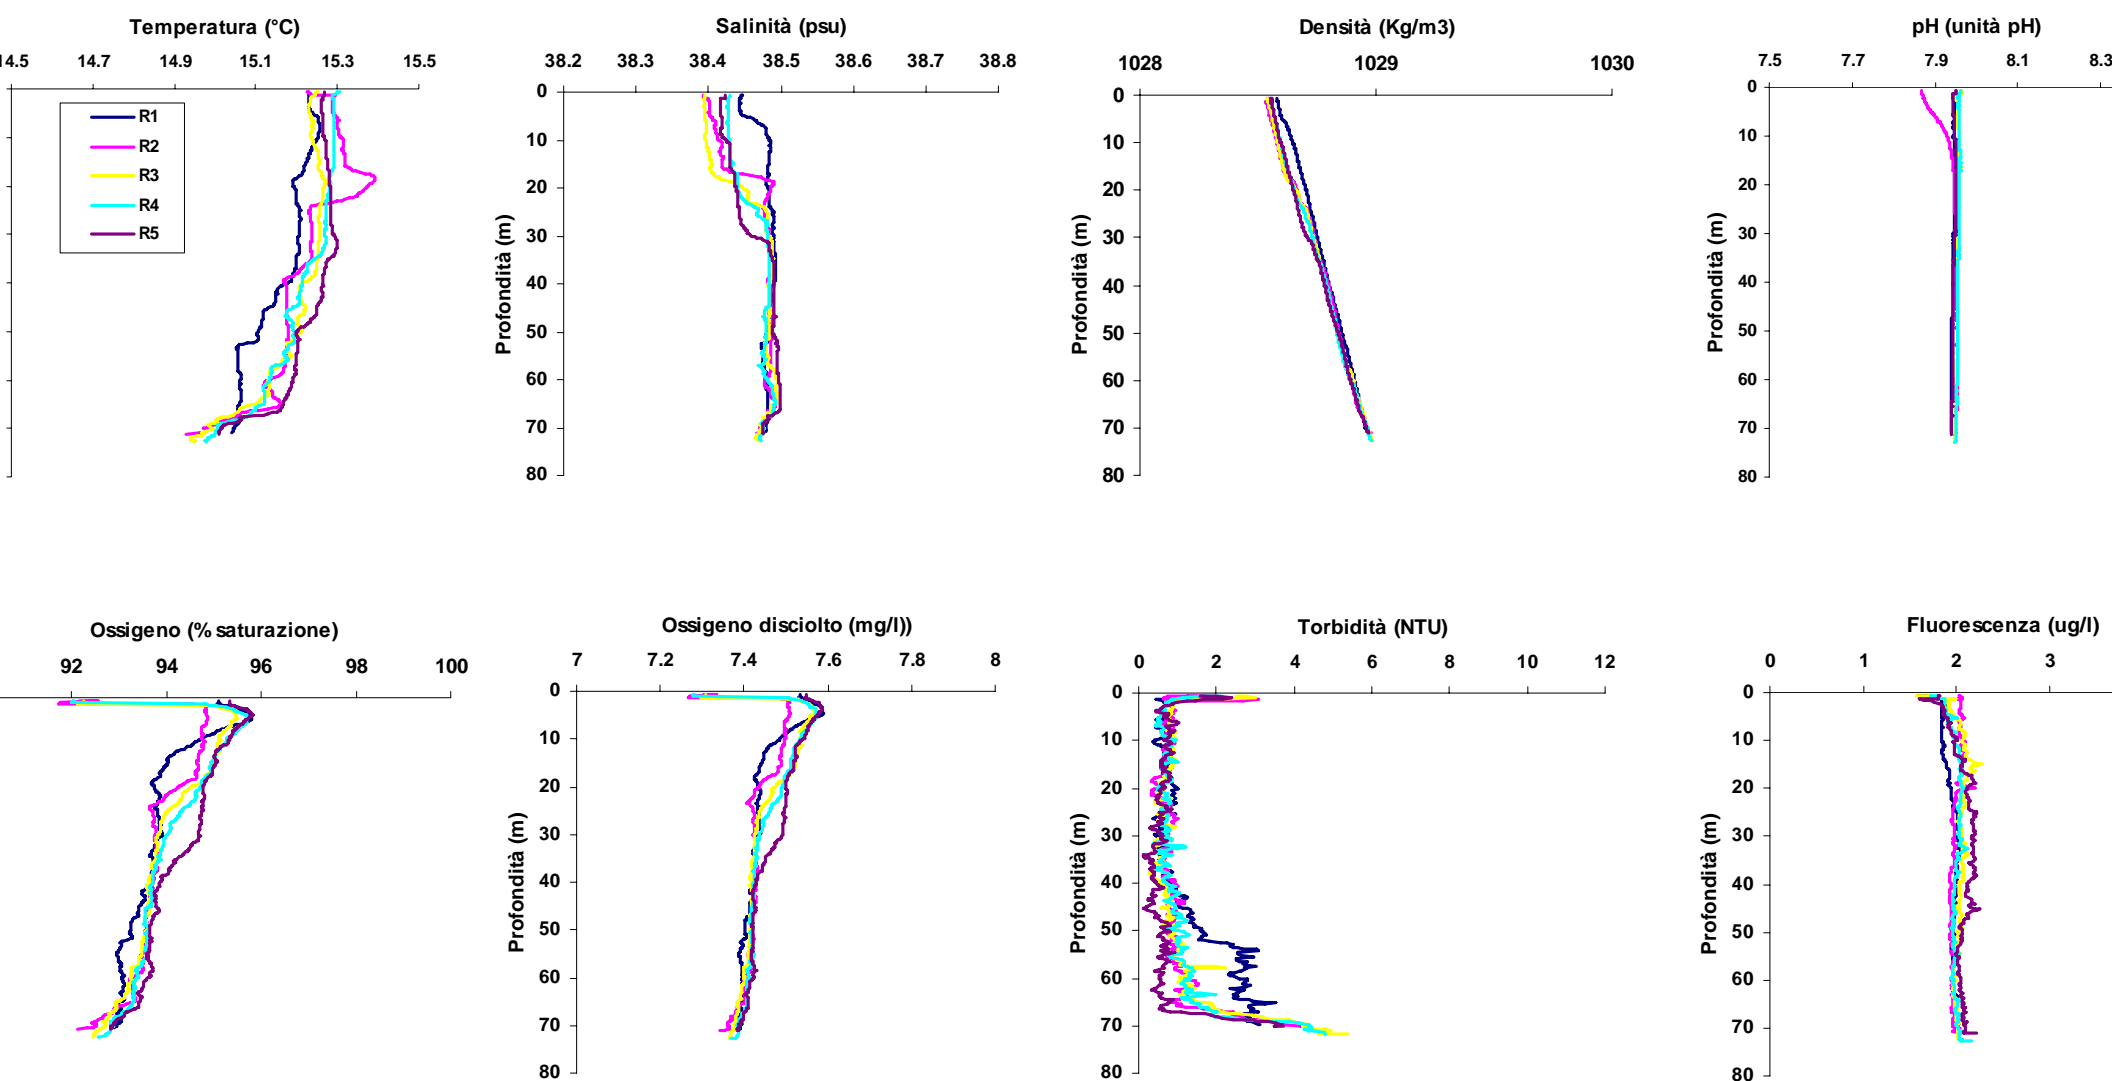 Temperatura (°C)
14.5 14.7 14.9 15.1 15.3 15.5
R1
R2
R3
R4
R5
Salinità (psu)
38.2 38.3 38.4 38.5 38.6 38.7 38.8
0
10
20
30
40
50
60
70
80
Profondità (m)
Densità (Kg/m3)
1028 1029 1030
0
10
20
30
40
50
60
70
80
Profondità (m)
pH (unità pH)
7.5 7.7 7.9 8.1 8.3
0
10
20
30
40
50
60
70
80
Profondità (m)
Ossigeno (% saturazione)
92 94 96 98 100
Ossigeno disciolto (mg/l))
7 7.2 7.4 7.6 7.8 8
0
10
20
30
40
50
60
70
80
Profondità (m)
Torbidità (NTU)
0 2 4 6 8 10 12
0
10
20
30
40
50
60
70
80
Profondità (m)
Fluorescenza (ug/l)
0 1 2 3
0
10
20
30
40
50
60
70
80
Profondità (m)